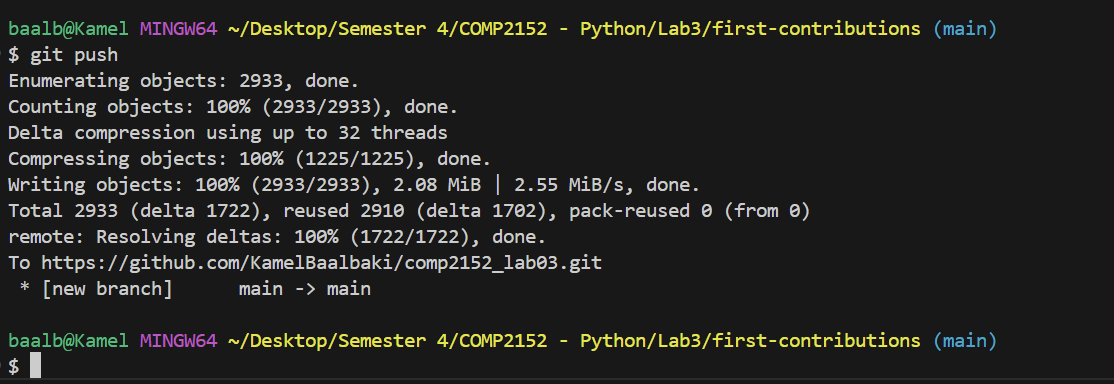 baalb@Kamel MINGW64 ~/Desktop/Semester 4/COMP2152 - Python/Lab3/first-contributions (main)
$ git push
Enumerating objects: 2933, done.
Counting objects: 100% (2933/2933), done.
Delta compression using up to 32 threads
Compressing objects: 100% (1225/1225), done.
Writing objects: 100% (2933/2933), 2.08 MiB | 2.55 MiB/s, done.
Total 2933 (delta 1722), reused 2910 (delta 1702), pack-reused 0 (from 0)
remote: Resolving deltas: 100% (1722/1722), done.
To https://github.com/KamelBaalbaki/comp2152_lab03.git
 * [new branch]      main -> main
baalb@Kamel MINGW64 ~/Desktop/Semester 4/COMP2152 - Python/Lab3/first-contributions (main)
$